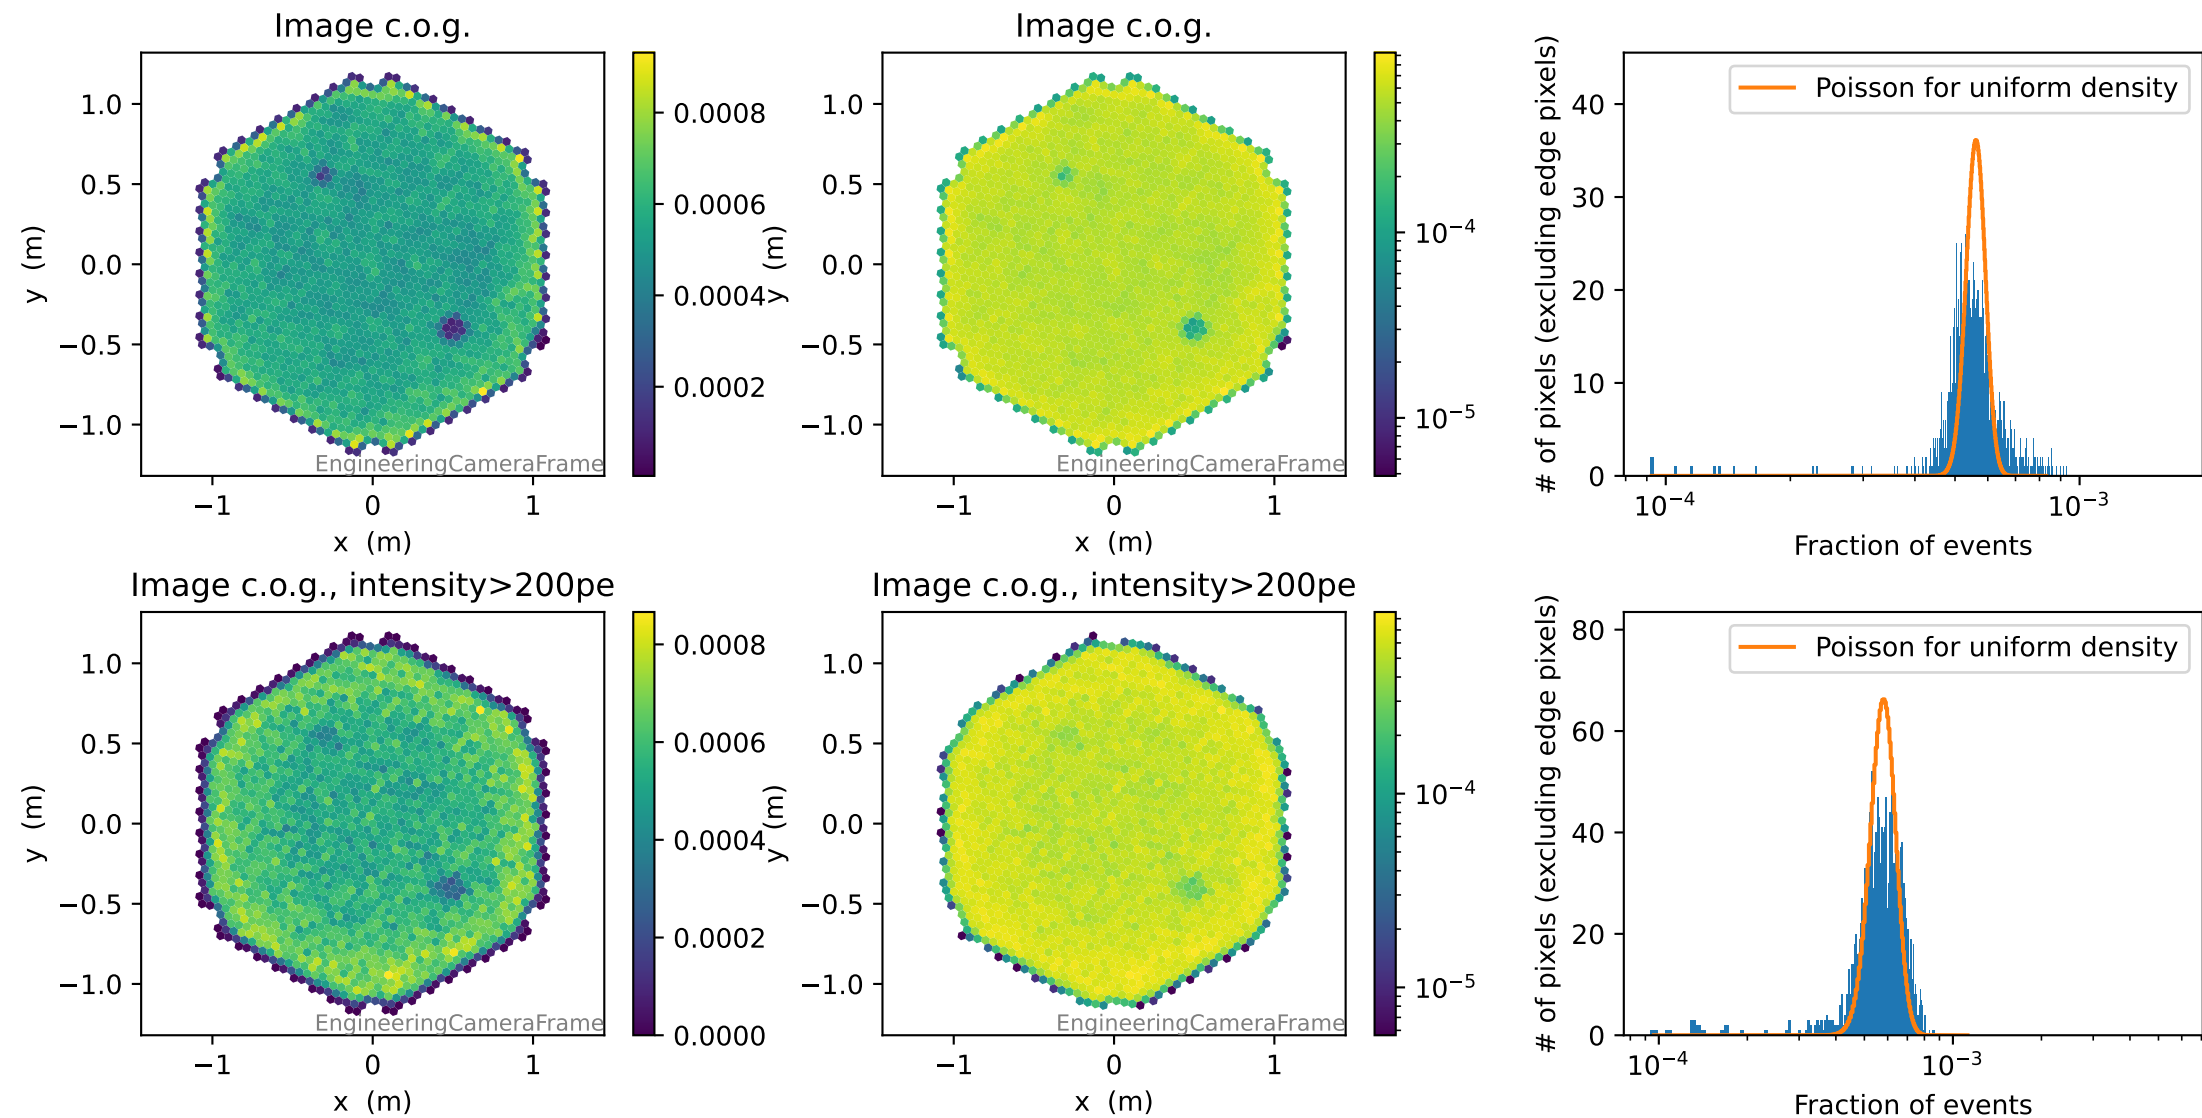 Image c.o.g.
1.0
0.5
0.0
−0.5
−1.0
y (m)
−1
0
1
x (m)
EngineeringCameraFrame
0.0008
0.0006
0.0004
0.0002
Image c.o.g.
1.0
0.5
0.0
−0.5
−1.0
y (m)
−1
0
1
x (m)
EngineeringCameraFrame
10⁻⁴
10⁻⁵
# of pixels (excluding edge pixels)
40
30
20
10
0
Poisson for uniform density
10⁻⁴
10⁻³
Fraction of events
Image c.o.g., intensity>200pe
1.0
0.5
0.0
−0.5
−1.0
y (m)
−1
0
1
x (m)
EngineeringCameraFrame
0.0008
0.0006
0.0004
0.0002
0.0000
Image c.o.g., intensity>200pe
1.0
0.5
0.0
−0.5
−1.0
y (m)
−1
0
1
x (m)
EngineeringCameraFrame
10⁻⁴
10⁻⁵
# of pixels (excluding edge pixels)
80
60
40
20
0
Poisson for uniform density
10⁻⁴
10⁻³
Fraction of events